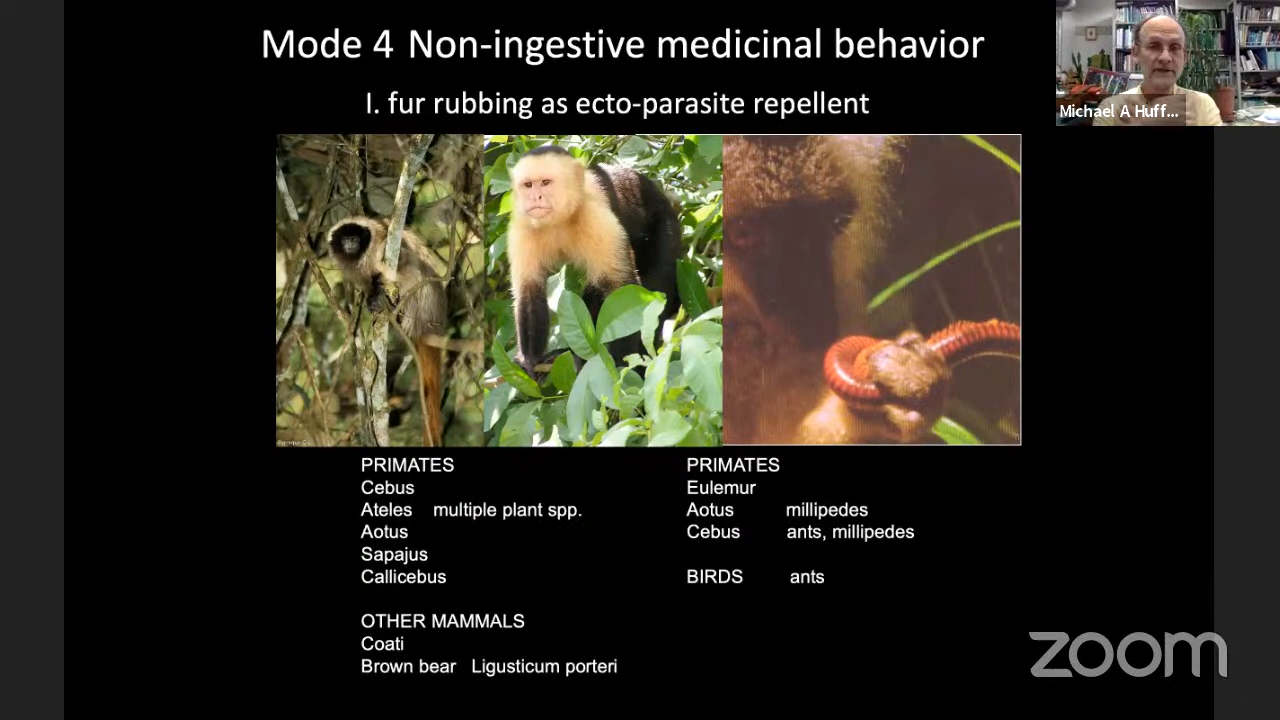 Mode 4 Non-ingestive medicinal behavior
I. fur rubbing as ecto-parasite repellent
Michael A Huff...
PRIMATES
Cebus
Ateles multiple plant spp.
Aotus
Sapajus
Callicebus
OTHER MAMMALS
Coati
Brown bear Ligusticum porteri
PRIMATES
Eulemur
Aotus millipedes
Cebus ants, millipedes
BIRDS ants
zoom